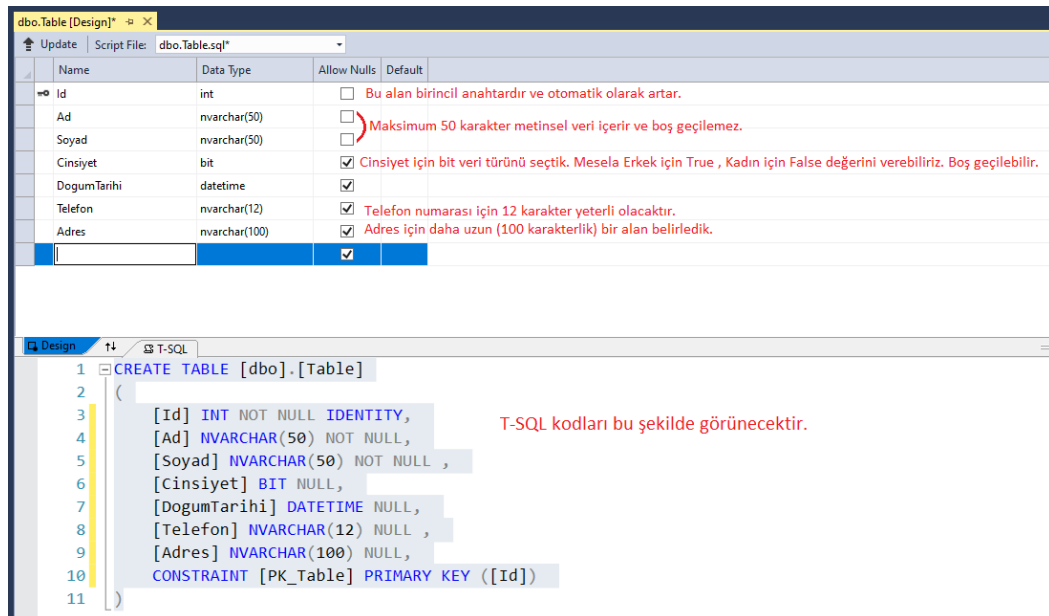 dbo.Table [Design]*
Update Script File: dbo.Table.sql*
Name Data Type Allow Nulls Default
Id int Bu alan birincil anahtardır ve otomatik olarak artar.
Ad nvarchar(50)
Maksimum 50 karakter metinsel veri içerir ve boş geçilemez.
Soyad nvarchar(50)
Cinsiyet bit Cinsiyet için bit veri türünü seçtik. Mesela Erkek için True , Kadın için False değerini verebiliriz. Boş geçilebilir.
DogumTarihi datetime
Telefon nvarchar(12) Telefon numarası için 12 karakter yeterli olacaktır.
Adres nvarchar(100) Adres için daha uzun (100 karakterlik) bir alan belirledik.
Design T-SQL
1 CREATE TABLE [dbo].[Table]
2 (
3 [Id] INT NOT NULL IDENTITY,
T-SQL kodları bu şekilde görünecektir.
4 [Ad] NVARCHAR(50) NOT NULL,
5 [Soyad] NVARCHAR(50) NOT NULL ,
6 [Cinsiyet] BIT NULL,
7 [DogumTarihi] DATETIME NULL,
8 [Telefon] NVARCHAR(12) NULL ,
9 [Adres] NVARCHAR(100) NULL,
10 CONSTRAINT [PK_Table] PRIMARY KEY ([Id])
11 )